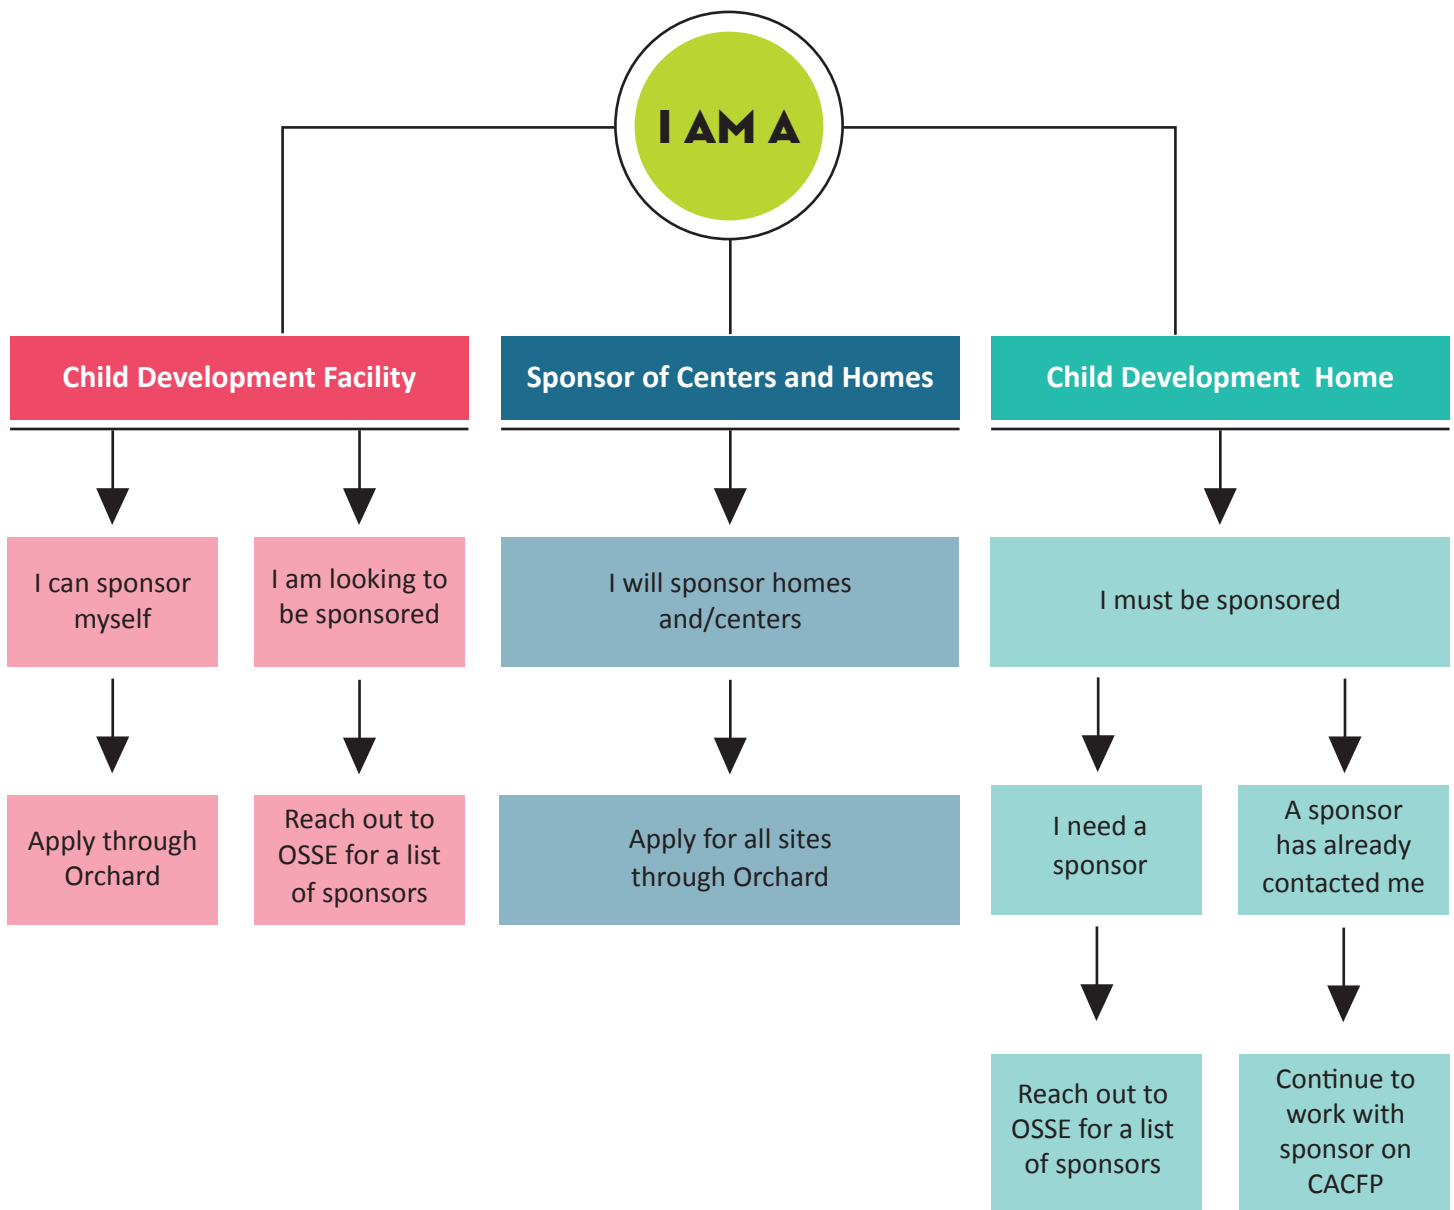 I AM A
Child Development Facility
Sponsor of Centers and Homes
Child Development Home
I can sponsor
myself
I am looking to
be sponsored
I will sponsor homes
and/centers
I must be sponsored
Apply through
Orchard
Reach out to
OSSE for a list
of sponsors
Apply for all sites
through Orchard
I need a
sponsor
A sponsor
has already
contacted me
Reach out to
OSSE for a list
of sponsors
Continue to
work with
sponsor on
CACFP